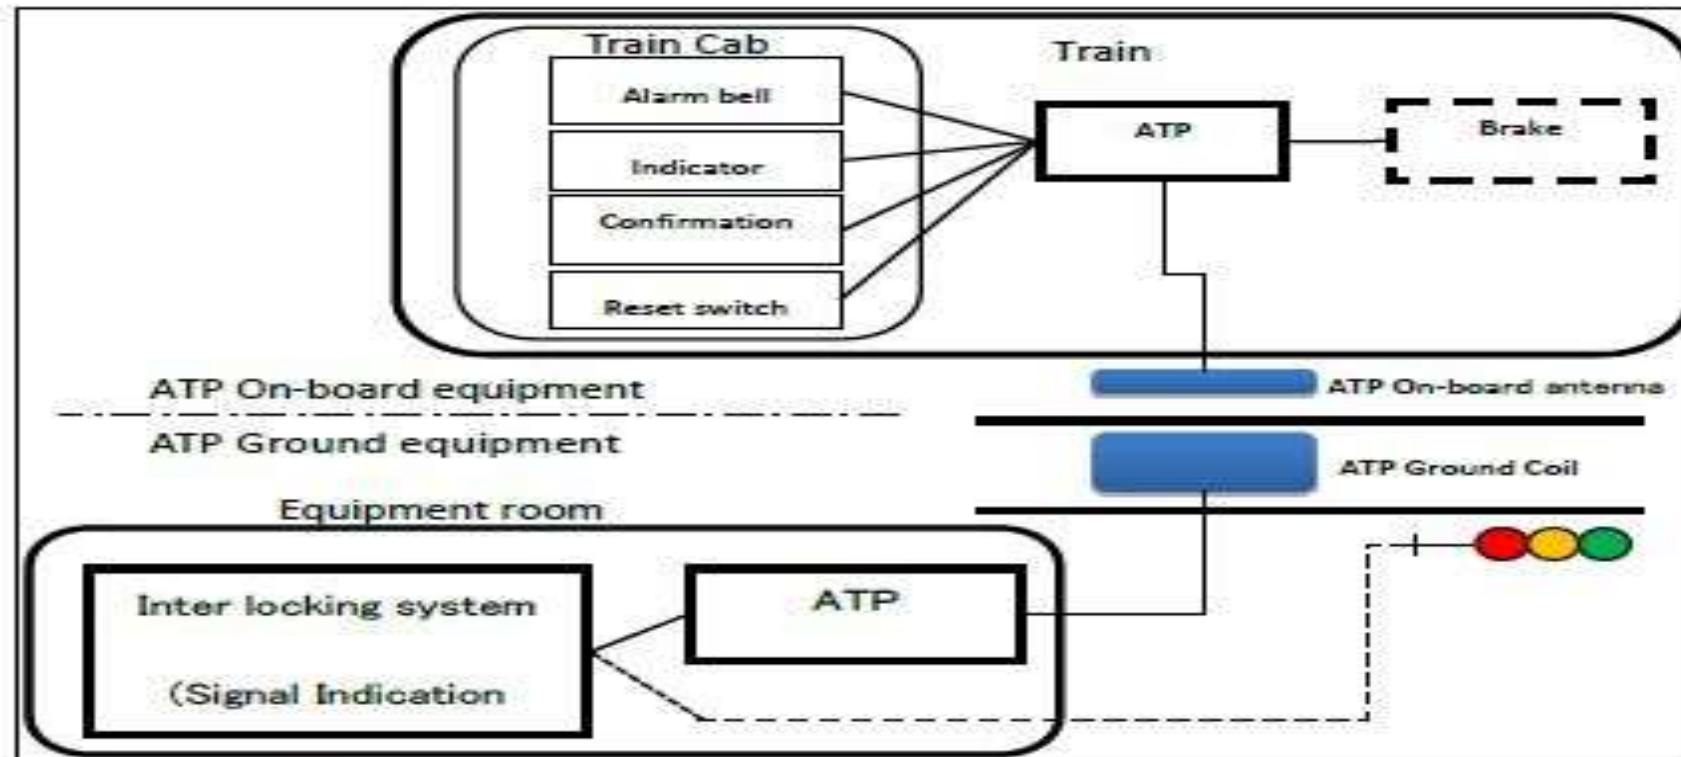 Train Cab
Train
Alarm bell
ATP
Brake
Indicator
Confirmation
Reset switch
ATP On-board equipment
ATP On-board antenna
ATP Ground equipment
ATP Ground Coil
Equipment room
Inter locking system
ATP
(Signal Indication